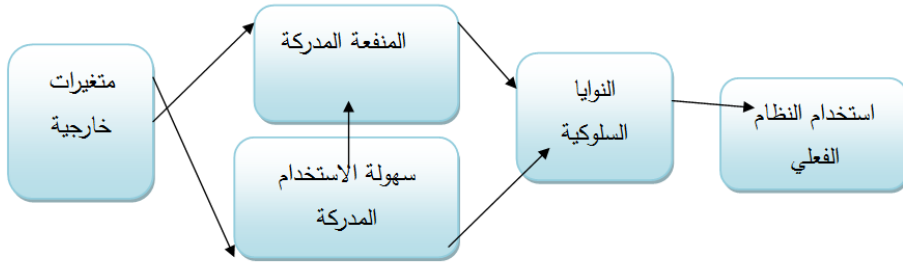 متغيرات
خارجية
المنفعة المدركة
سهولة الاستخدام
المدركة
النوايا
السلوكية
استخدام النظام
الفعلي